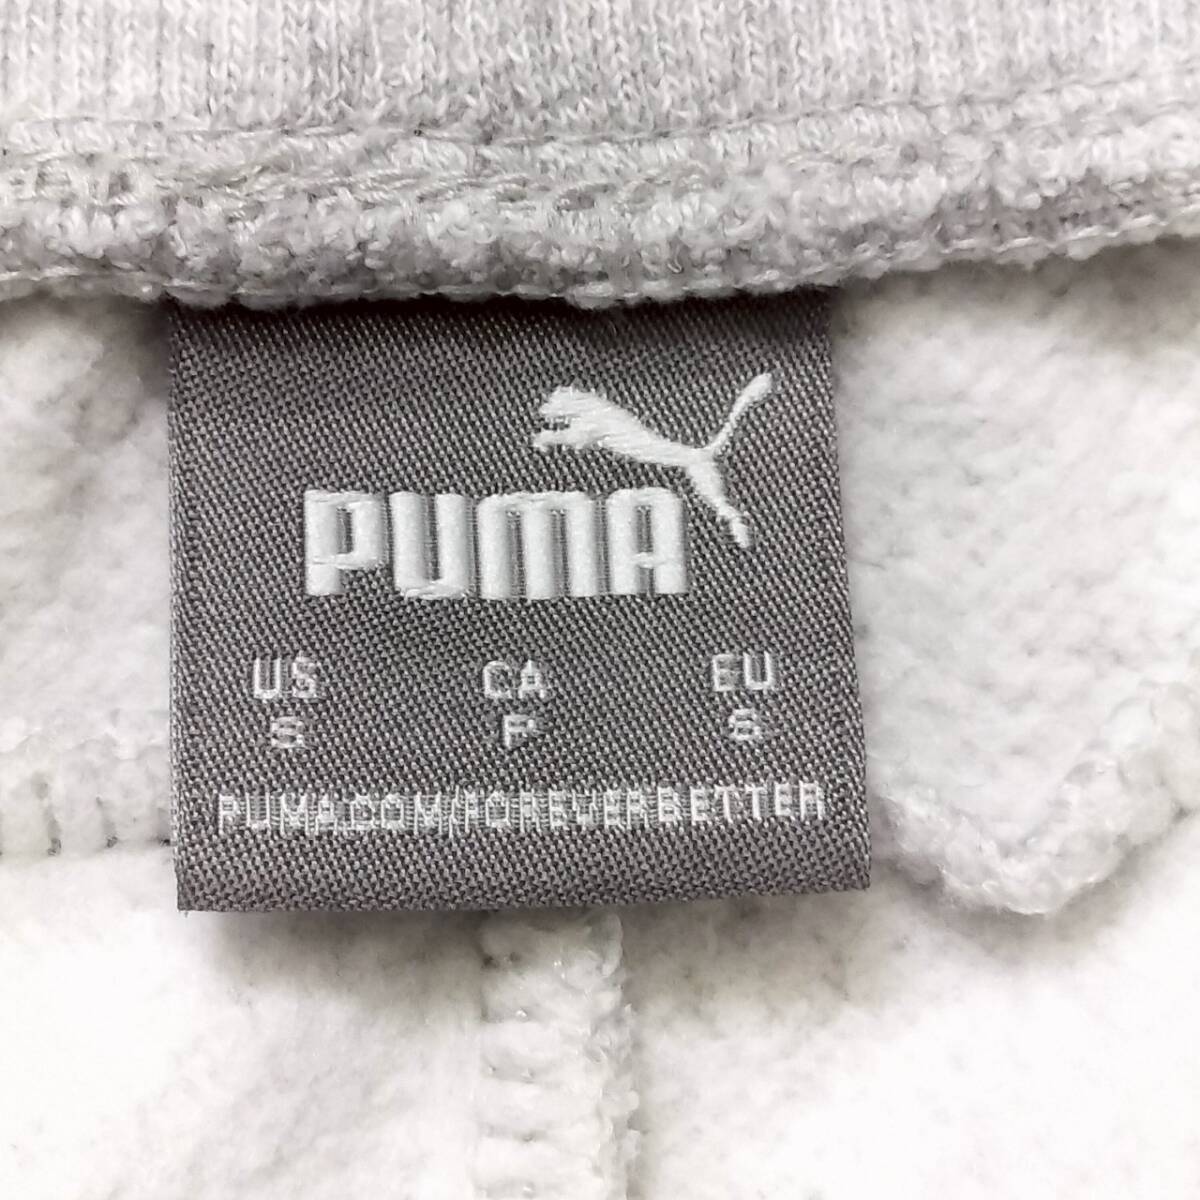 PUMA
US CA EU
S P S
PUMA.COM/FOREVERBETTER